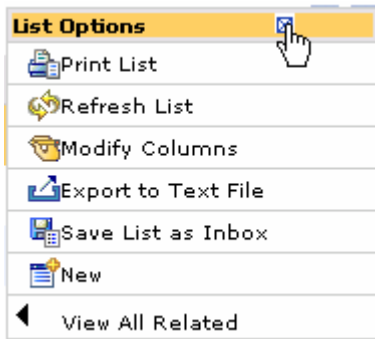 List Options
Print List
Refresh List
Modify Columns
Export to Text File
Save List as Inbox
New
View All Related